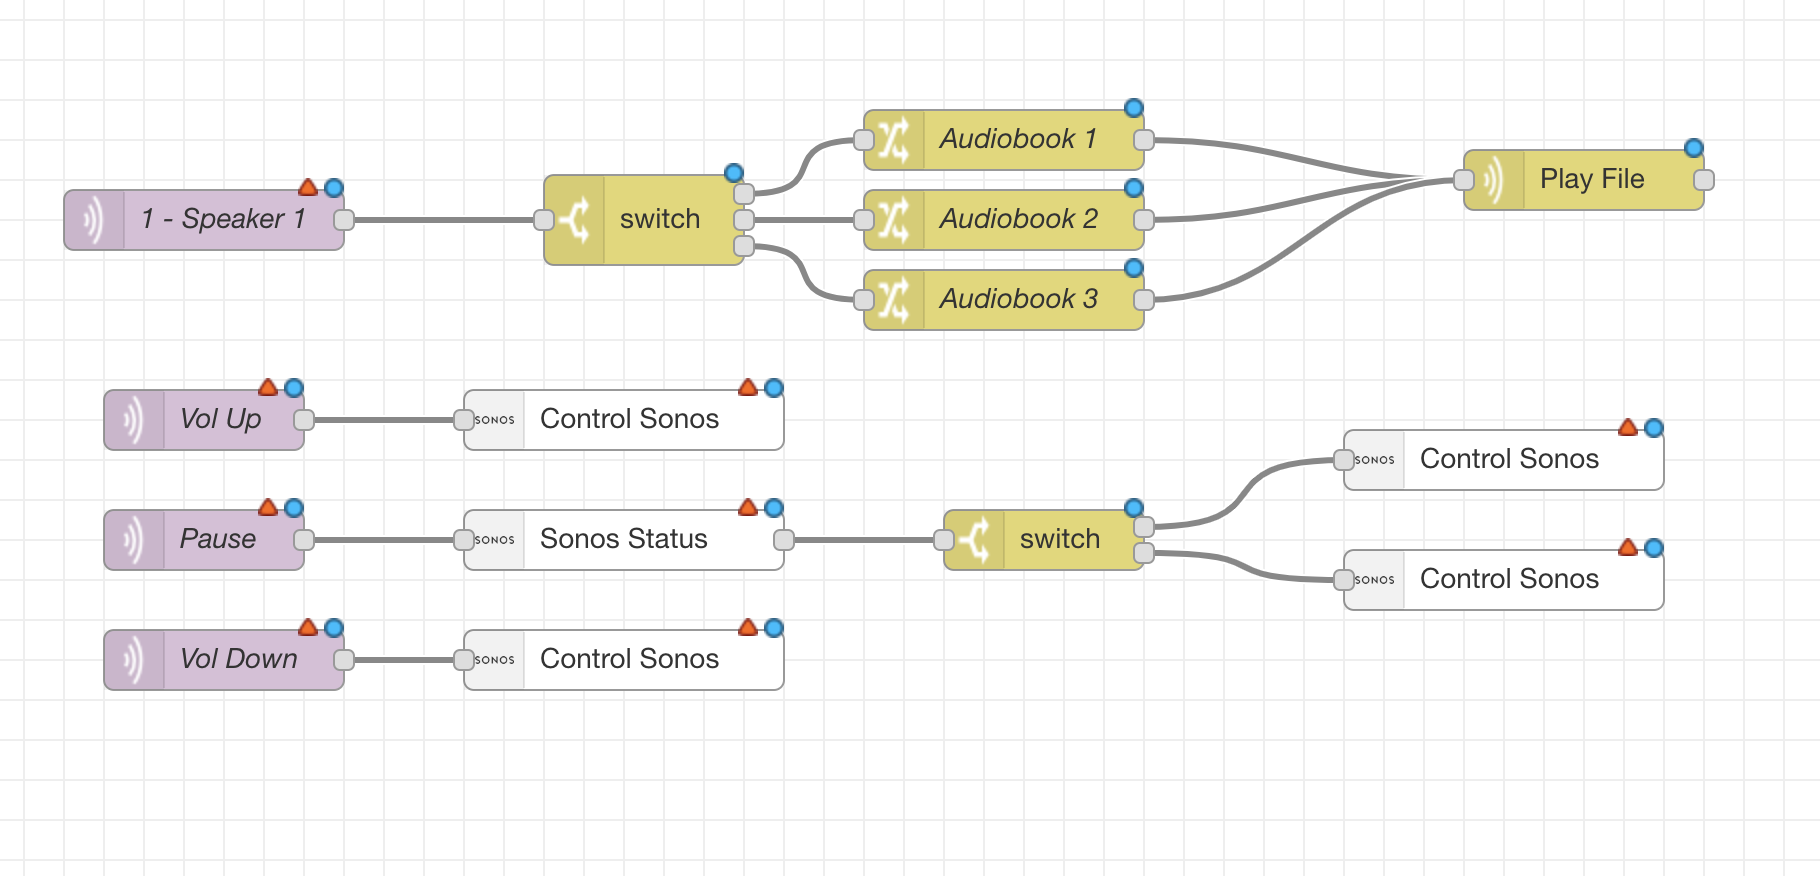 Audiobook 1
1 - Speaker 1
switch
Audiobook 2
Play File
Audiobook 3
Vol Up
SONOS
Control Sonos
SONOS
Control Sonos
Pause
SONOS
Sonos Status
switch
SONOS
Control Sonos
Vol Down
SONOS
Control Sonos